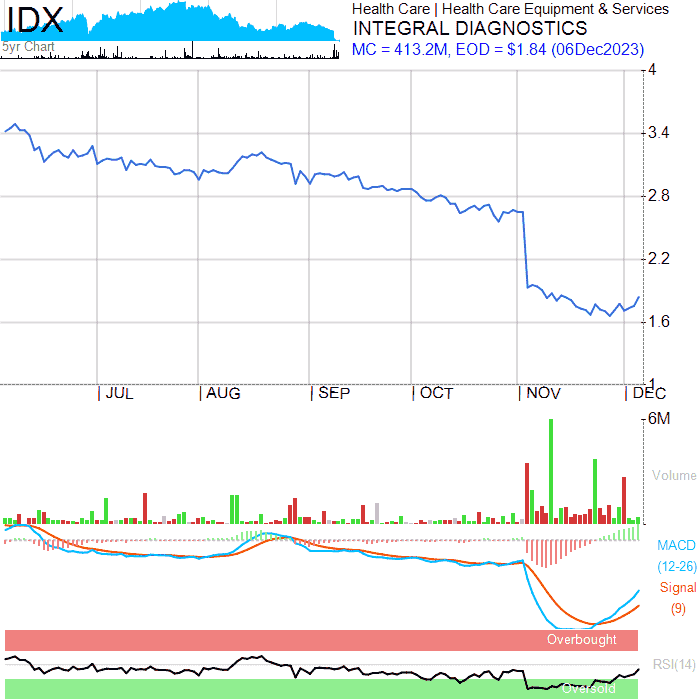 IDX
5yr Chart
Health Care | Health Care Equipment & Services
INTEGRAL DIAGNOSTICS
MC = 413.2M, EOD = $1.84 (06Dec2023)
4
3.4
2.8
2.2
1.6
1
| JUL | AUG | SEP | OCT | NOV | DEC
6M
Volume
MACD
(12-26)
Signal
(9)
Overbought
RSI(14)
Oversold